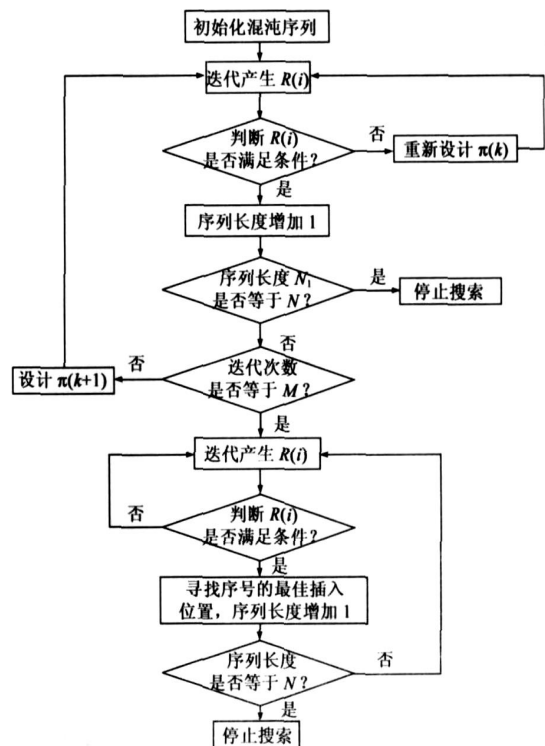 初始化混沌序列
迭代产生 R(i)
判断 R(i)
是否满足条件？
否
重新设计 π(k)
是
序列长度增加 1
序列长度 N₁
是否等于 N？
是
停止搜索
否
迭代次数
是否等于 M？
否
设计 π(k+1)
是
迭代产生 R(i)
判断 R(i)
是否满足条件？
否
是
寻找序号的最佳插入
位置，序列长度增加 1
序列长度
是否等于 N？
否
是
停止搜索